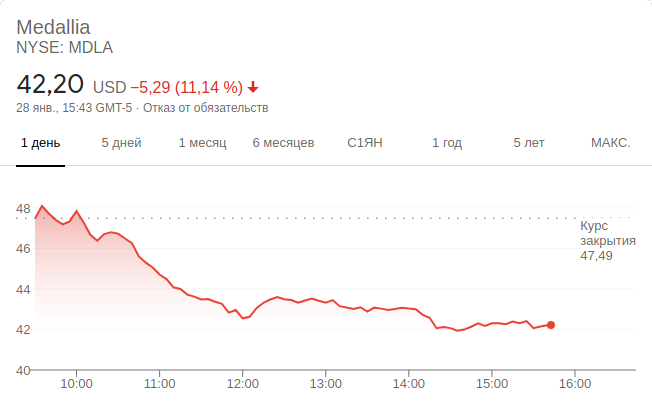 Medallia
NYSE: MDLA
42,20 USD −5,29 (11,14 %)
28 янв., 15:43 GMT-5 · Отказ от обязательств
1 день 5 дней 1 месяц 6 месяцев С1ЯН 1 год 5 лет МАКС.
48
Курс
закрытия
47,49
46
44
42
40
10:00 11:00 12:00 13:00 14:00 15:00 16:00